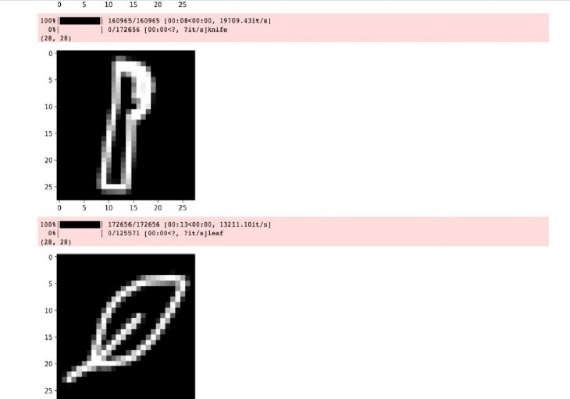 0 5 10 15 20 25
100%| | 160965/160965 [00:08<00:00, 19709.43it/s]
0%| | 0/172656 [00:00<?, ?it/s]knife
(28, 28)
0
5
10
15
20
25
0 5 10 15 20 25
100%| | 172656/172656 [00:13<00:00, 13211.10it/s]
0%| | 0/125571 [00:00<?, ?it/s]leaf
(28, 28)
0
5
10
15
20
25